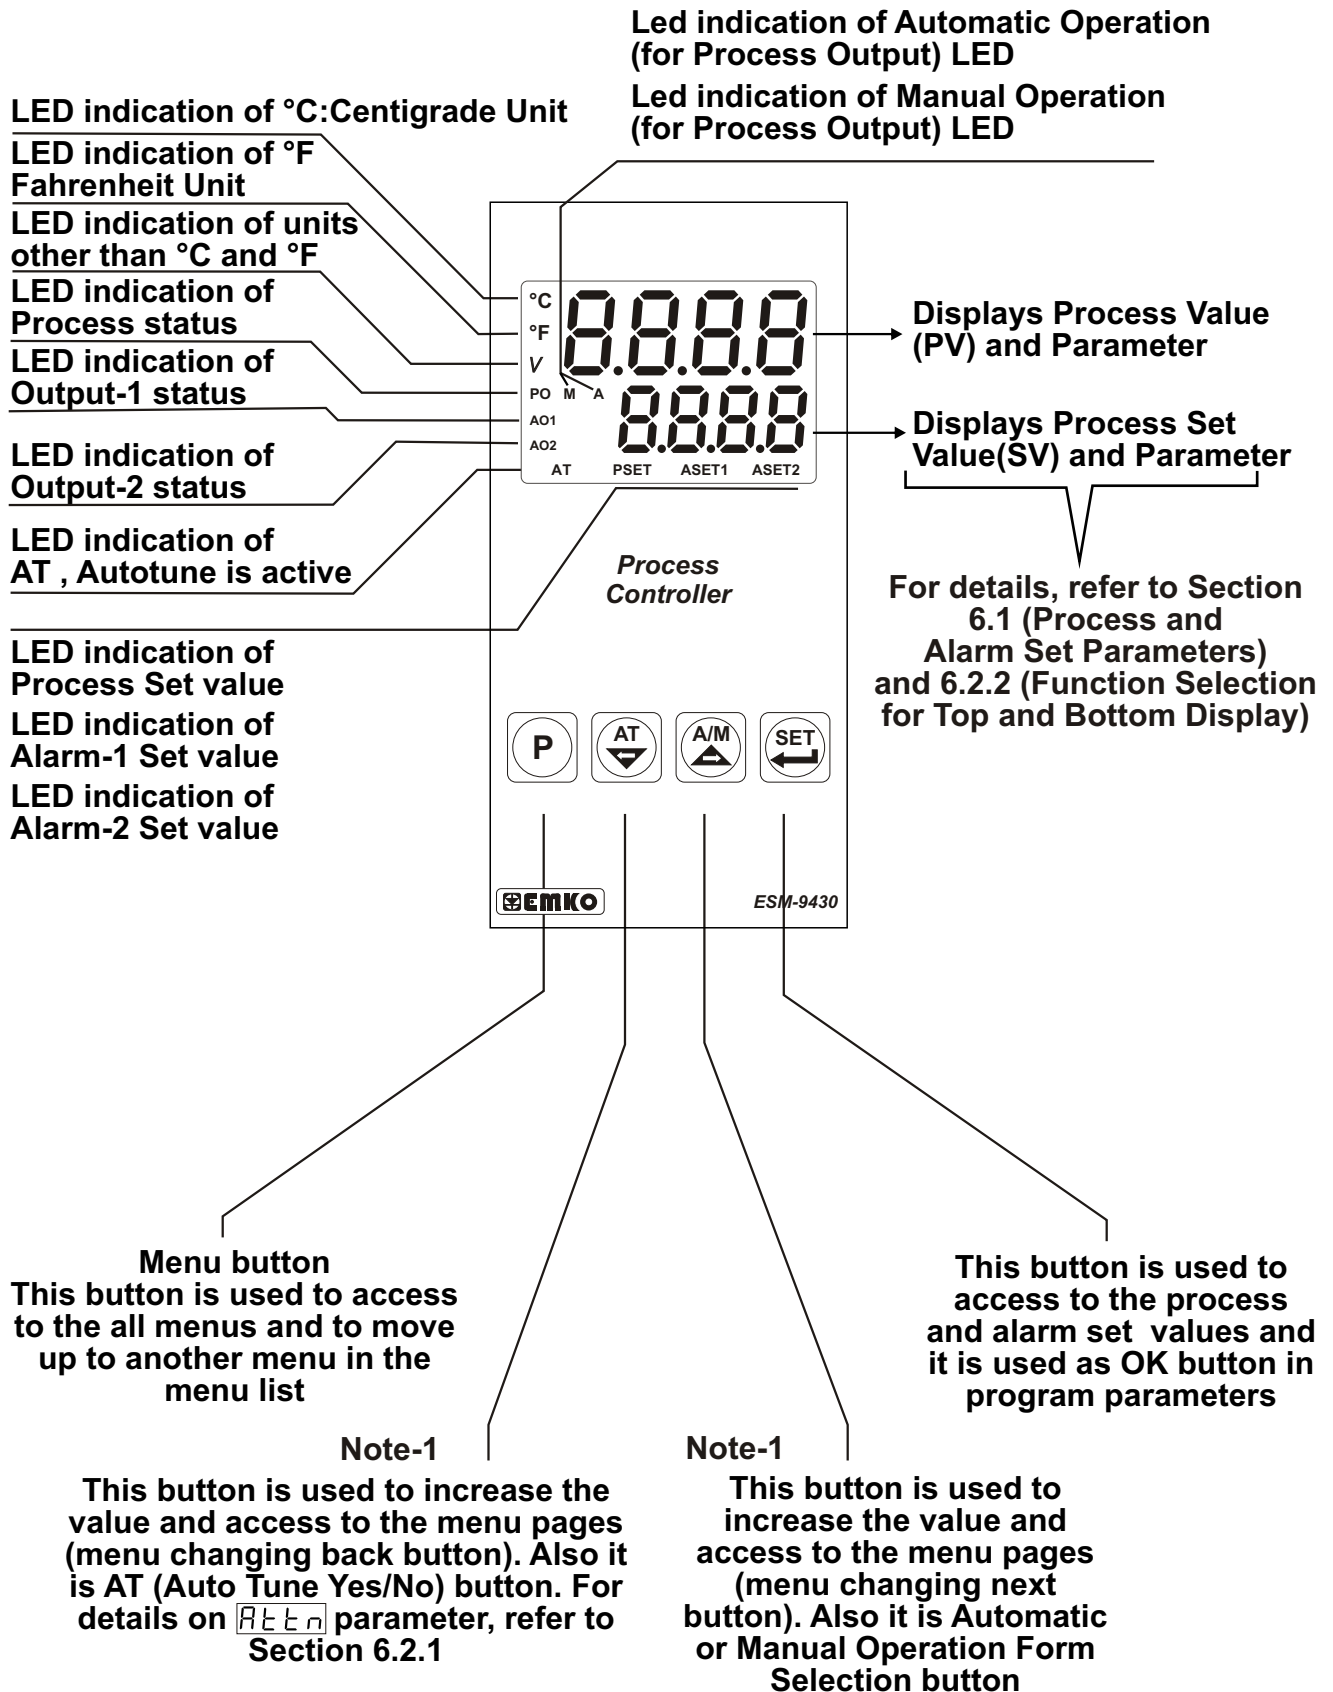 Led indication of Automatic Operation
(for Process Output) LED
Led indication of Manual Operation
(for Process Output) LED
LED indication of °C:Centigrade Unit
LED indication of °F
Fahrenheit Unit
LED indication of units
other than °C and °F
LED indication of
Process status
LED indication of
Output-1 status
LED indication of
Output-2 status
LED indication of
AT , Autotune is active
LED indication of
Process Set value
LED indication of
Alarm-1 Set value
LED indication of
Alarm-2 Set value
°C
8.8.8.8
°F
V
PO M A
8.8.8.8
AO1
AO2
AT PSET ASET1 ASET2
Process
Controller
P
AT
A/M
SET
EMKO
ESM-9430
Displays Process Value
(PV) and Parameter
Displays Process Set
Value(SV) and Parameter
For details, refer to Section
6.1 (Process and
Alarm Set Parameters)
and 6.2.2 (Function Selection
for Top and Bottom Display)
Menu button
This button is used to access
to the all menus and to move
up to another menu in the
menu list
Note-1
This button is used to increase the
value and access to the menu pages
(menu changing back button). Also it
is AT (Auto Tune Yes/No) button. For
details on Attn parameter, refer to
Section 6.2.1
Note-1
This button is used to
increase the value and
access to the menu pages
(menu changing next
button). Also it is Automatic
or Manual Operation Form
Selection button
This button is used to
access to the process
and alarm set values and
it is used as OK button in
program parameters